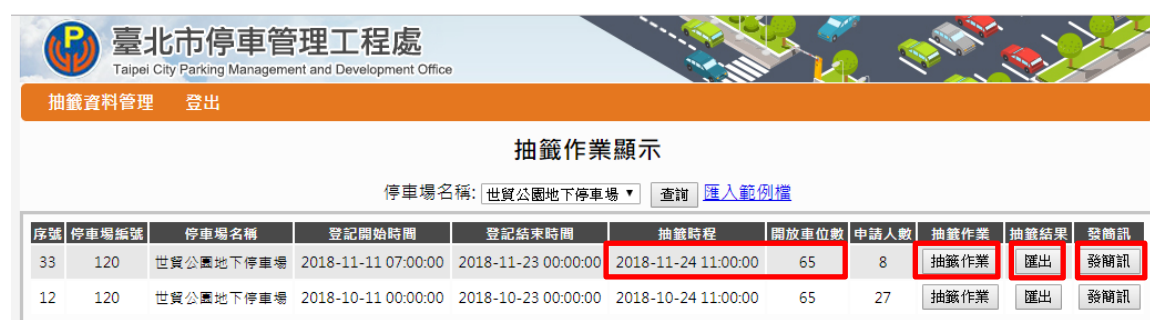 臺北市停車管理工程處
Taipei City Parking Management and Development Office
抽籤資料管理 登出
抽籤作業顯示
停車場名稱: 世貿公園地下停車場 ▼ 查詢 匯入範例檔
序號 停車場編號 停車場名稱 登記開始時間 登記結束時間 抽籤時程 開放車位數 申請人數 抽籤作業 抽籤結果 發簡訊
33 120 世貿公園地下停車場 2018-11-11 07:00:00 2018-11-23 00:00:00 2018-11-24 11:00:00 65 8 抽籤作業 匯出 發簡訊
12 120 世貿公園地下停車場 2018-10-11 00:00:00 2018-10-23 00:00:00 2018-10-24 11:00:00 65 27 抽籤作業 匯出 發簡訊